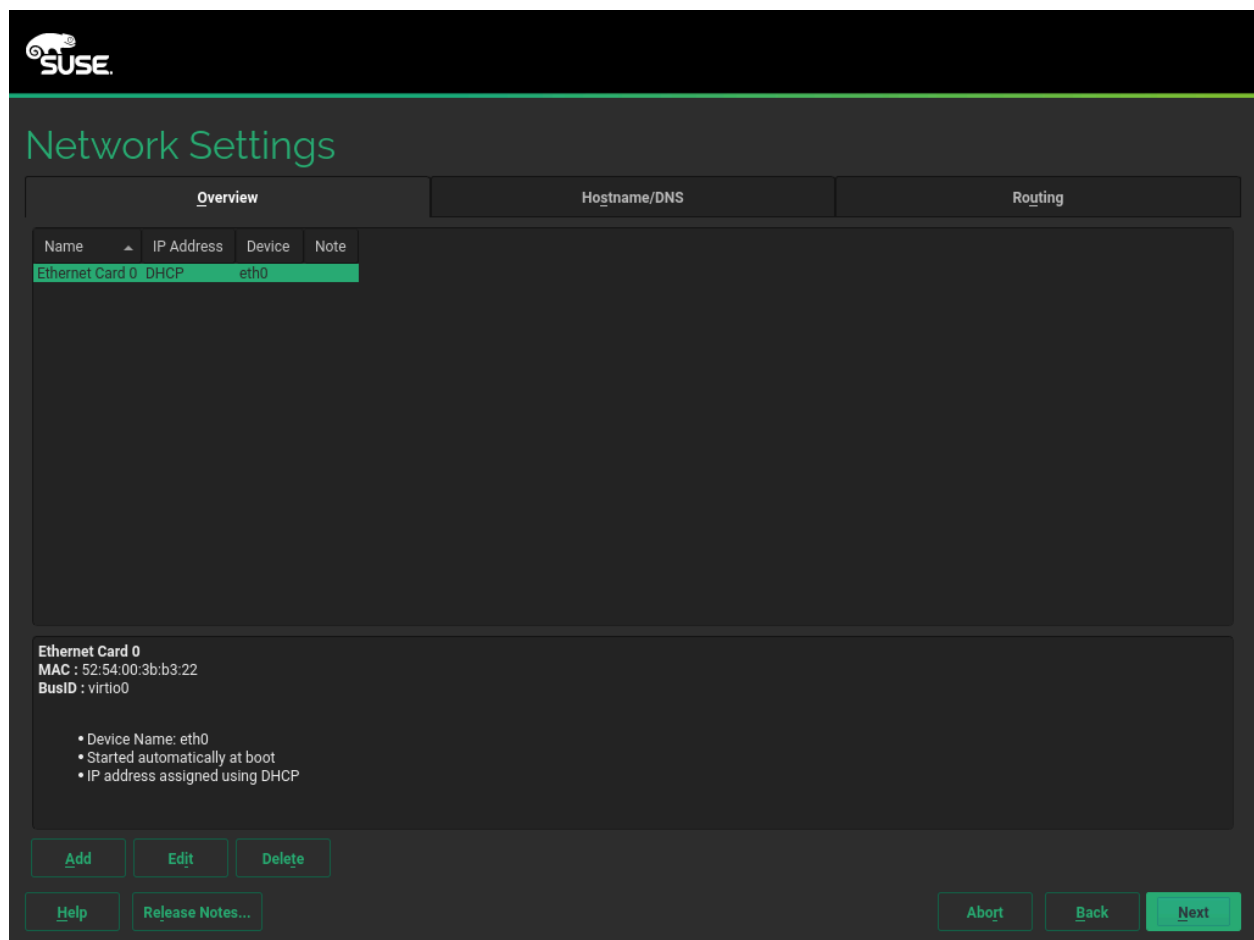 SUSE.
Network Settings
Overview Hostname/DNS Routing
Name IP Address Device Note
Ethernet Card 0 DHCP eth0
Ethernet Card 0
MAC : 52:54:00:3b:b3:22
BusID : virtio0
• Device Name: eth0
• Started automatically at boot
• IP address assigned using DHCP
Add Edit Delete
Help Release Notes... Abort Back Next